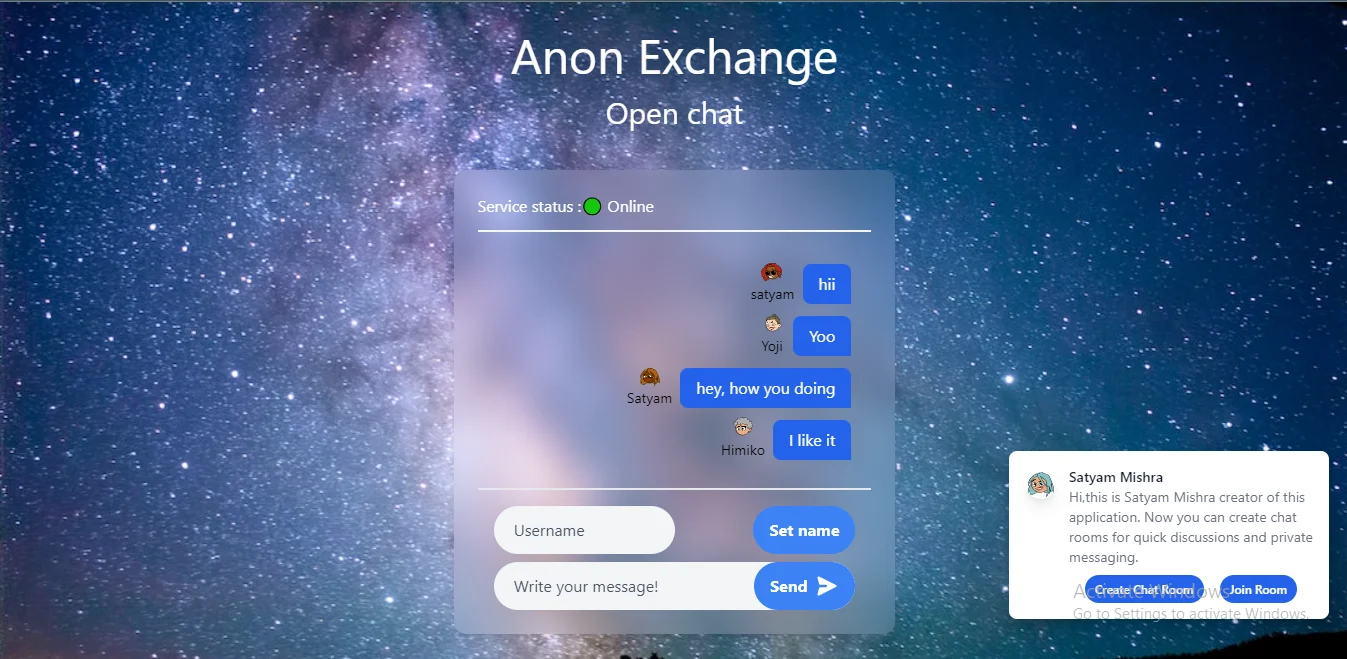 Anon Exchange
Open chat
Service status : Online
hii
satyam
Yoo
Yoji
hey, how you doing
Satyam
I like it
Himiko
Username
Set name
Write your message!
Send
Satyam Mishra
Hi,this is Satyam Mishra creator of this
application. Now you can create chat
rooms for quick discussions and private
messaging.
Create Chat Room
Join Room
Activate Windows
Go to Settings to activate Windows.